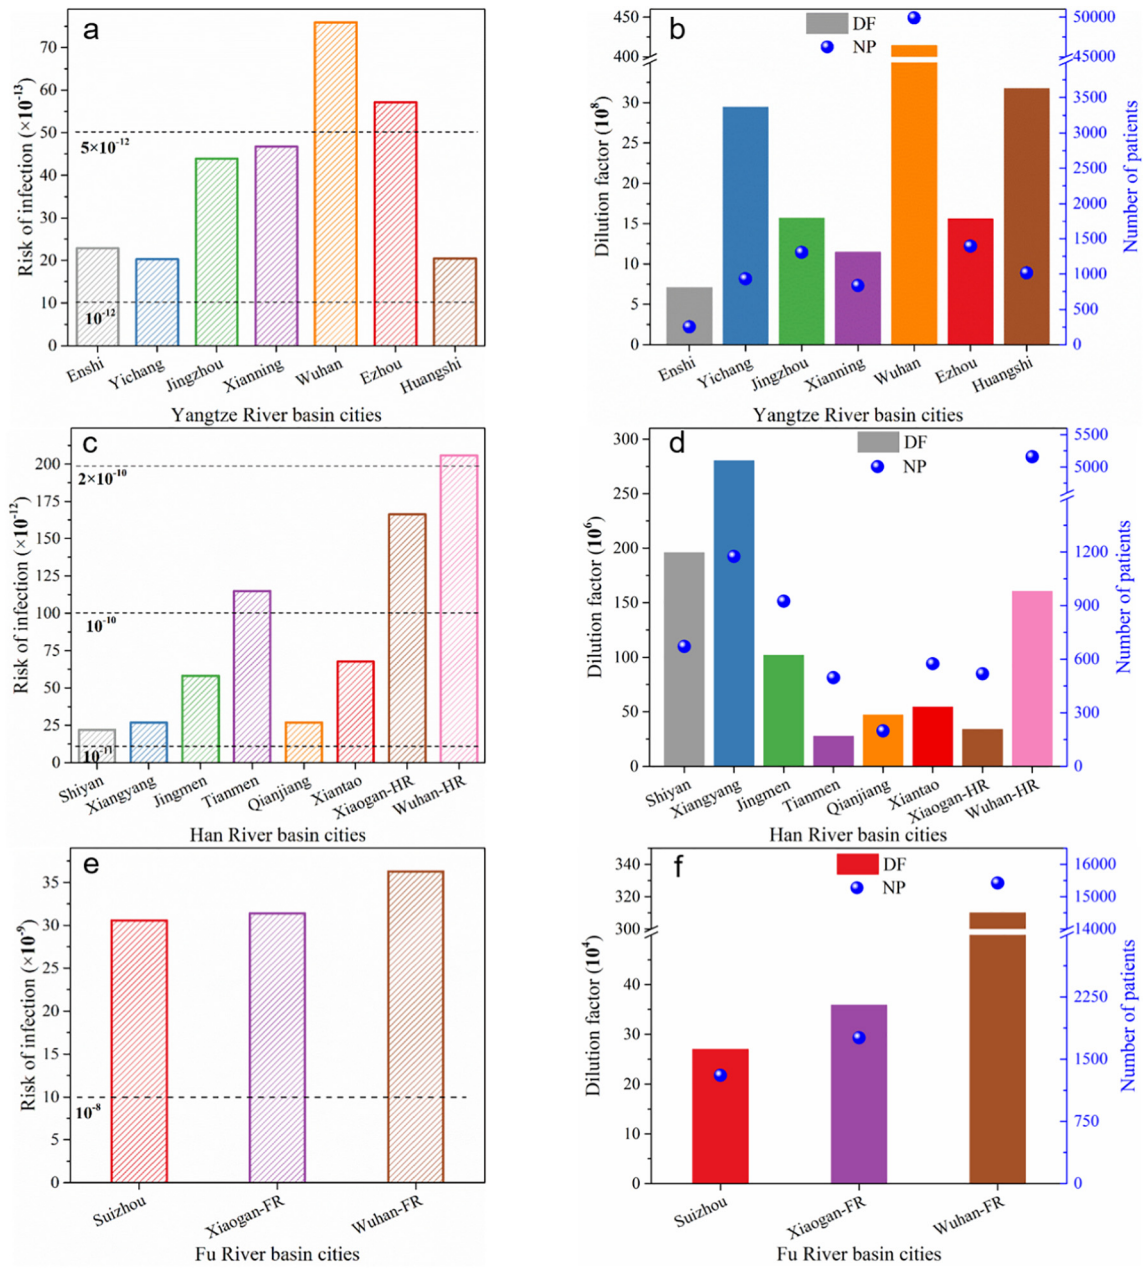 a
Risk of infection (×10⁻¹³)
70
60
50
40
30
20
10
0
5×10⁻¹²
10⁻¹²
Enshi
Yichang
Jingzhou
Xianning
Wuhan
Ezhou
Huangshi
Yangtze River basin cities
b
DF
NP
Dilution factor (10⁸)
450
400
30
25
20
15
10
5
0
50000
45000
3500
3000
2500
2000
1500
1000
500
0
Number of patients
Enshi
Yichang
Jingzhou
Xianning
Wuhan
Ezhou
Huangshi
Yangtze River basin cities
c
Risk of infection (×10⁻¹²)
200
175
150
125
100
75
50
25
0
2×10⁻¹⁰
10⁻¹⁰
10⁻¹¹
Shiyan
Xiangyang
Jingmen
Tianmen
Qianjiang
Xiantao
Xiaogan-HR
Wuhan-HR
Han River basin cities
d
DF
NP
Dilution factor (10⁶)
300
250
200
150
100
50
0
5500
5000
1200
900
600
300
0
Number of patients
Shiyan
Xiangyang
Jingmen
Tianmen
Qianjiang
Xiantao
Xiaogan-HR
Wuhan-HR
Han River basin cities
e
Risk of infection (×10⁻⁹)
35
30
25
20
15
10
5
0
10⁻⁸
Suizhou
Xiaogan-FR
Wuhan-FR
Fu River basin cities
f
DF
NP
Dilution factor (10⁴)
340
320
300
40
30
20
10
0
16000
15000
14000
2250
1500
750
0
Number of patients
Suizhou
Xiaogan-FR
Wuhan-FR
Fu River basin cities